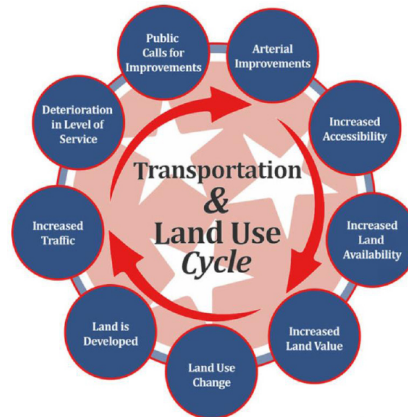 Public
Calls for
Improvements
Arterial
Improvements
Increased
Accessibility
Increased
Land
Availability
Increased
Land Value
Land Use
Change
Land is
Developed
Increased
Traffic
Deterioration
in Level of
Service
Transportation
&
Land Use
Cycle